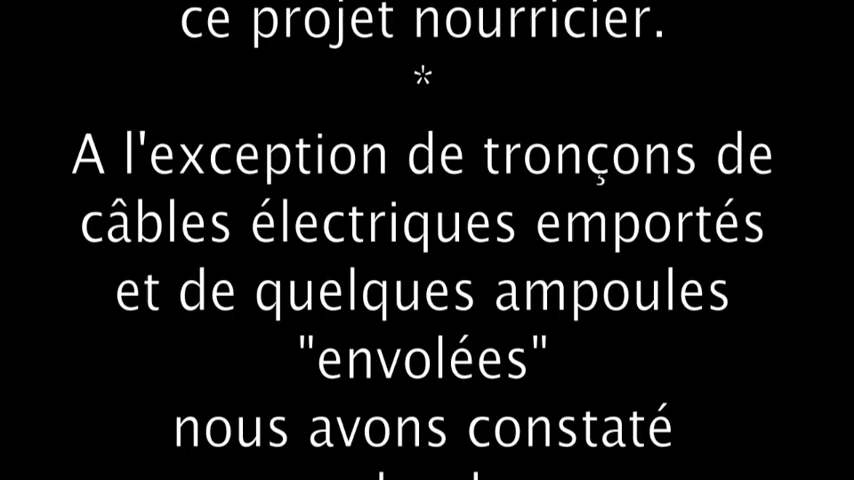 ce projet nourricier.
*
A l'exception de tronçons de
câbles électriques emportés
et de quelques ampoules
"envolées"
nous avons constaté